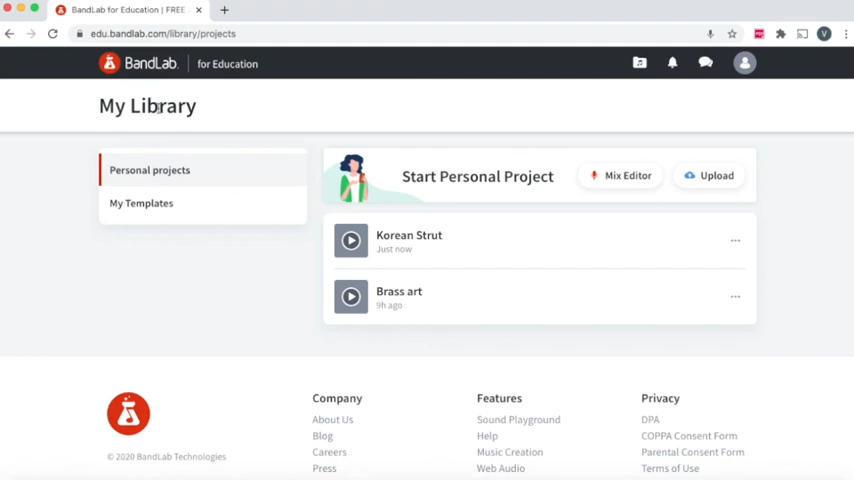 BandLab for Education | FREE
edu.bandlab.com/library/projects
V
BandLab. for Education
My Library
Personal projects
My Templates
Start Personal Project
Mix Editor
Upload
Korean Strut
Just now
Brass art
9h ago
Company
About Us
Blog
Careers
Press
Features
Sound Playground
Help
Music Creation
Web Audio
Privacy
DPA
COPPA Consent Form
Parental Consent Form
Terms of Use
© 2020 BandLab Technologies